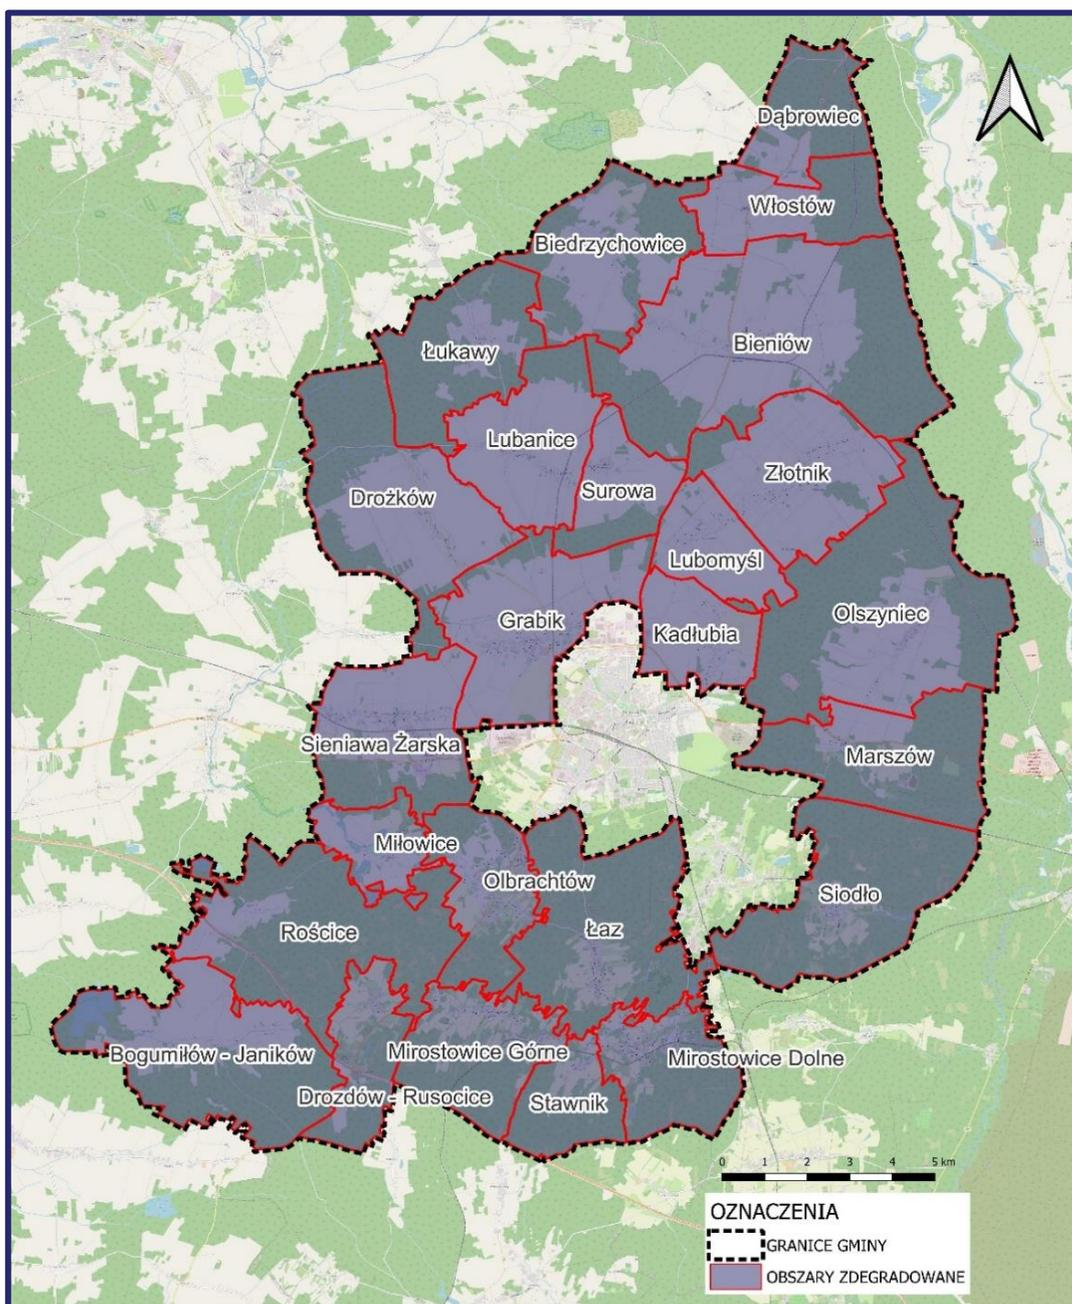 Dąbrowiec
Włostów
Biedrzychowice
Bieniów
Łukawy
Lubanice
Złotnik
Surowa
Drożków
Lubomyśl
Olszyniec
Grabik
Kadłubia
Sieniawa Żarska
Marszów
Miłowice
Olbrachtów
Siodło
Łaz
Rościce
Mirostowice Górne
Bogumiłów - Janików
Mirostowice Dolne
Drozdów - Rusocice
Stawnik
0 1 2 3 4 5 km
OZNACZENIA
GRANICE GMINY
OBSZARY ZDEGRADOWANE